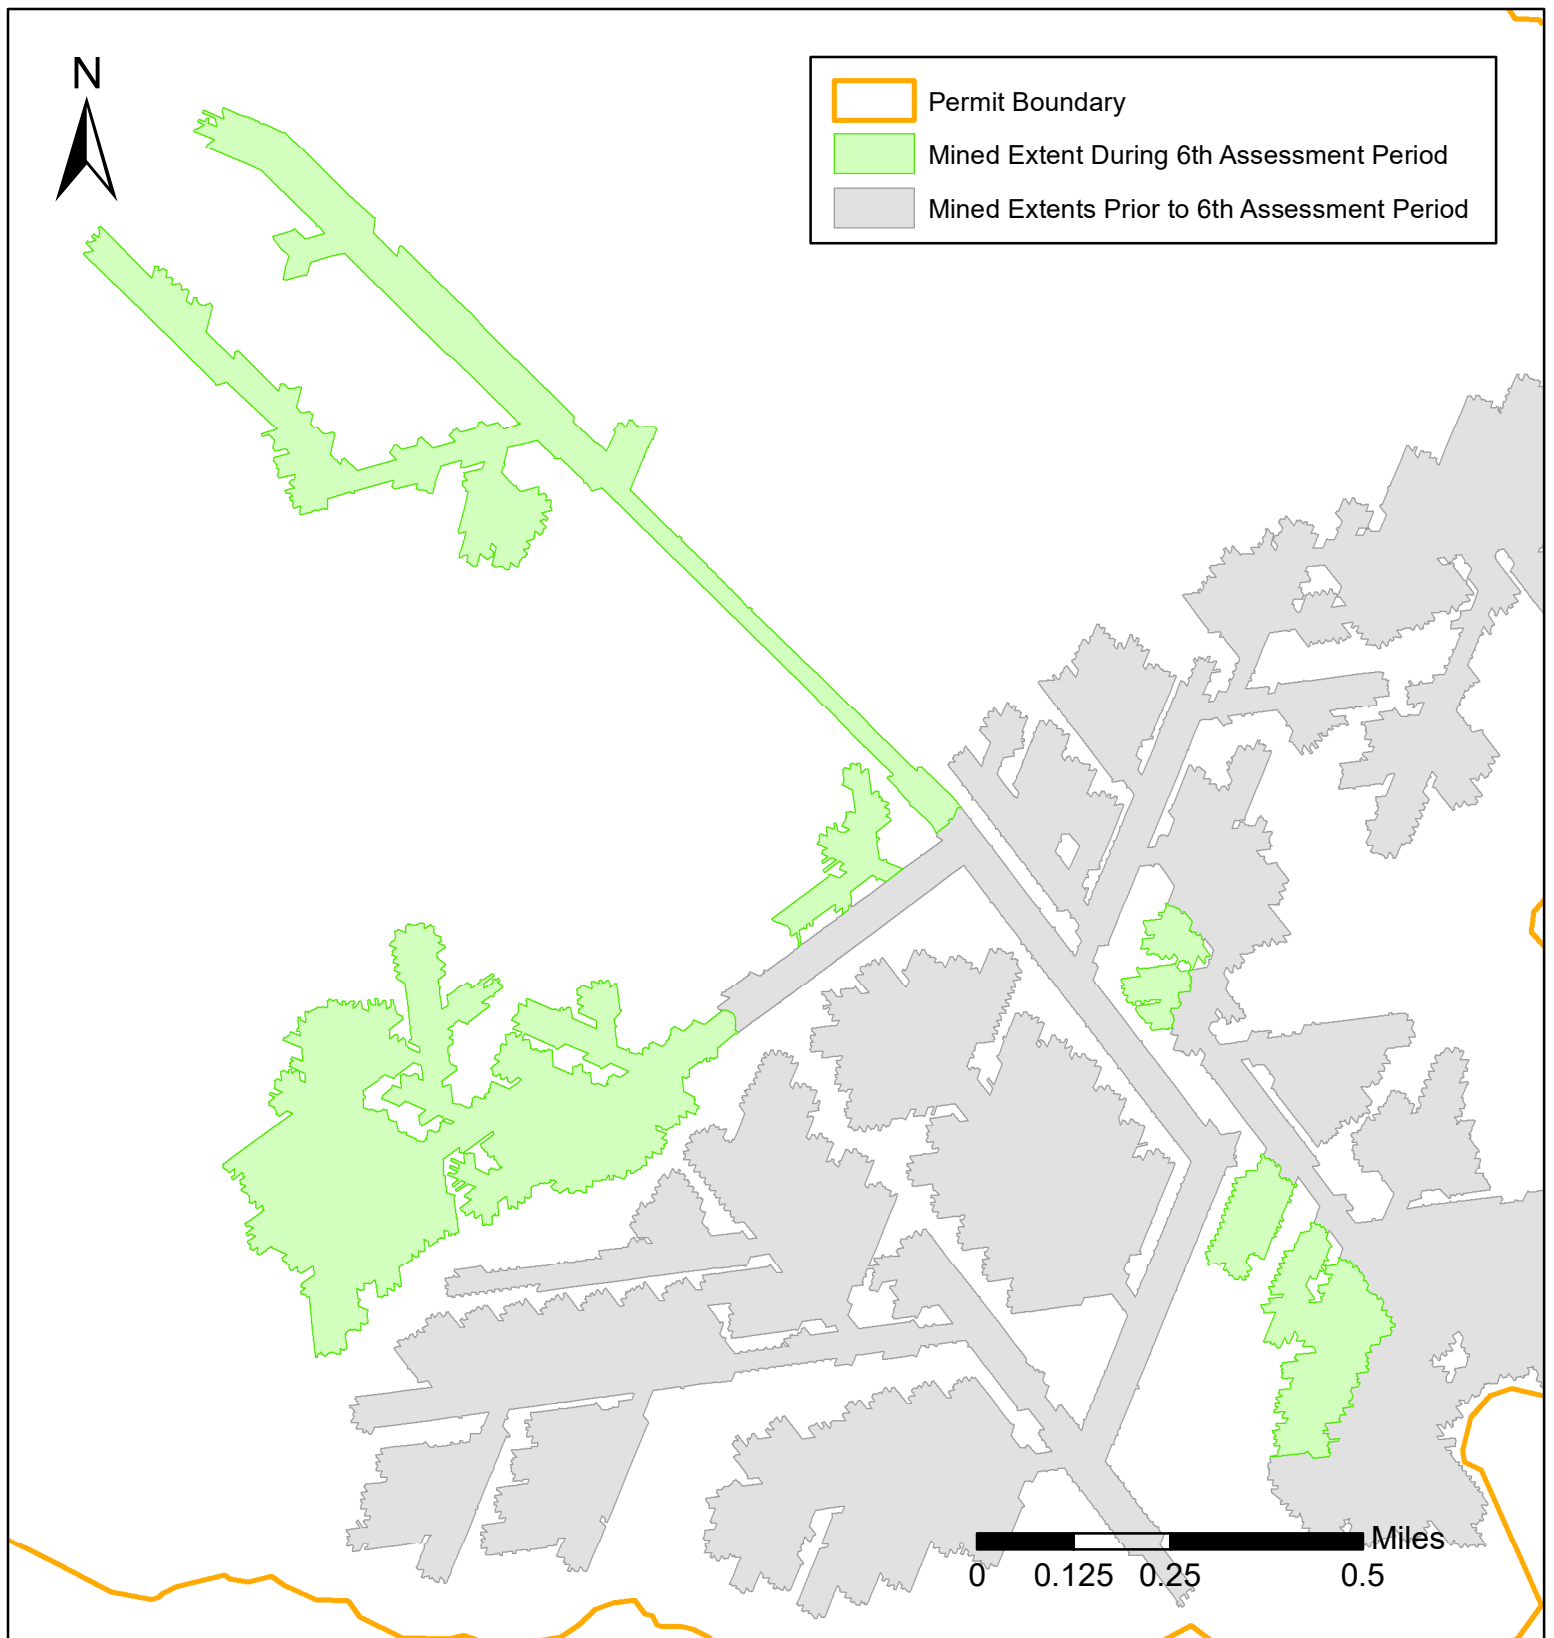 N
Permit Boundary
Mined Extent During 6th Assessment Period
Mined Extents Prior to 6th Assessment Period
Miles
0 0.125 0.25 0.5